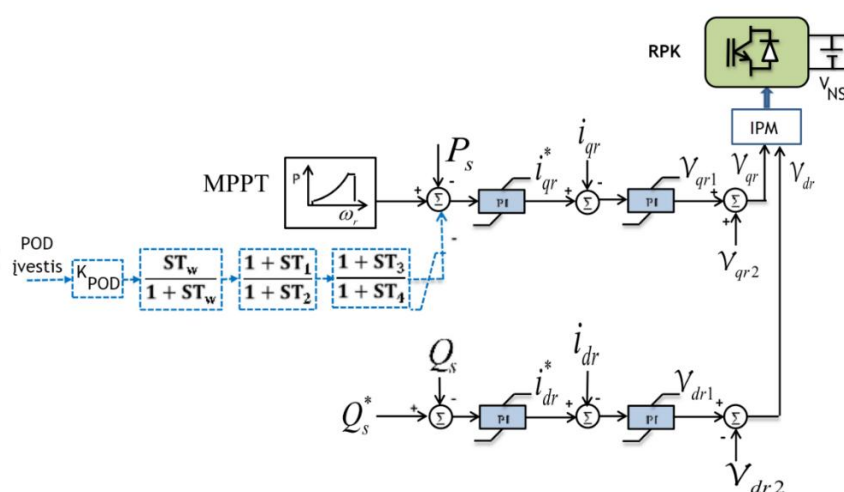 RPK
V_NS
IPM
MPPT
P
ω_r
P_s
+
-
Σ
-
PI
i*_qr
i_qr
+
-
Σ
PI
V_qr1
+
+
Σ
V_qr
V_dr
V_qr2
POD
įvestis
K_POD
ST_w
1 + ST_w
1 + ST_1
1 + ST_2
1 + ST_3
1 + ST_4
Q*_s
Q_s
+
-
Σ
PI
i*_dr
i_dr
+
-
Σ
PI
V_dr1
+
-
Σ
V_dr2